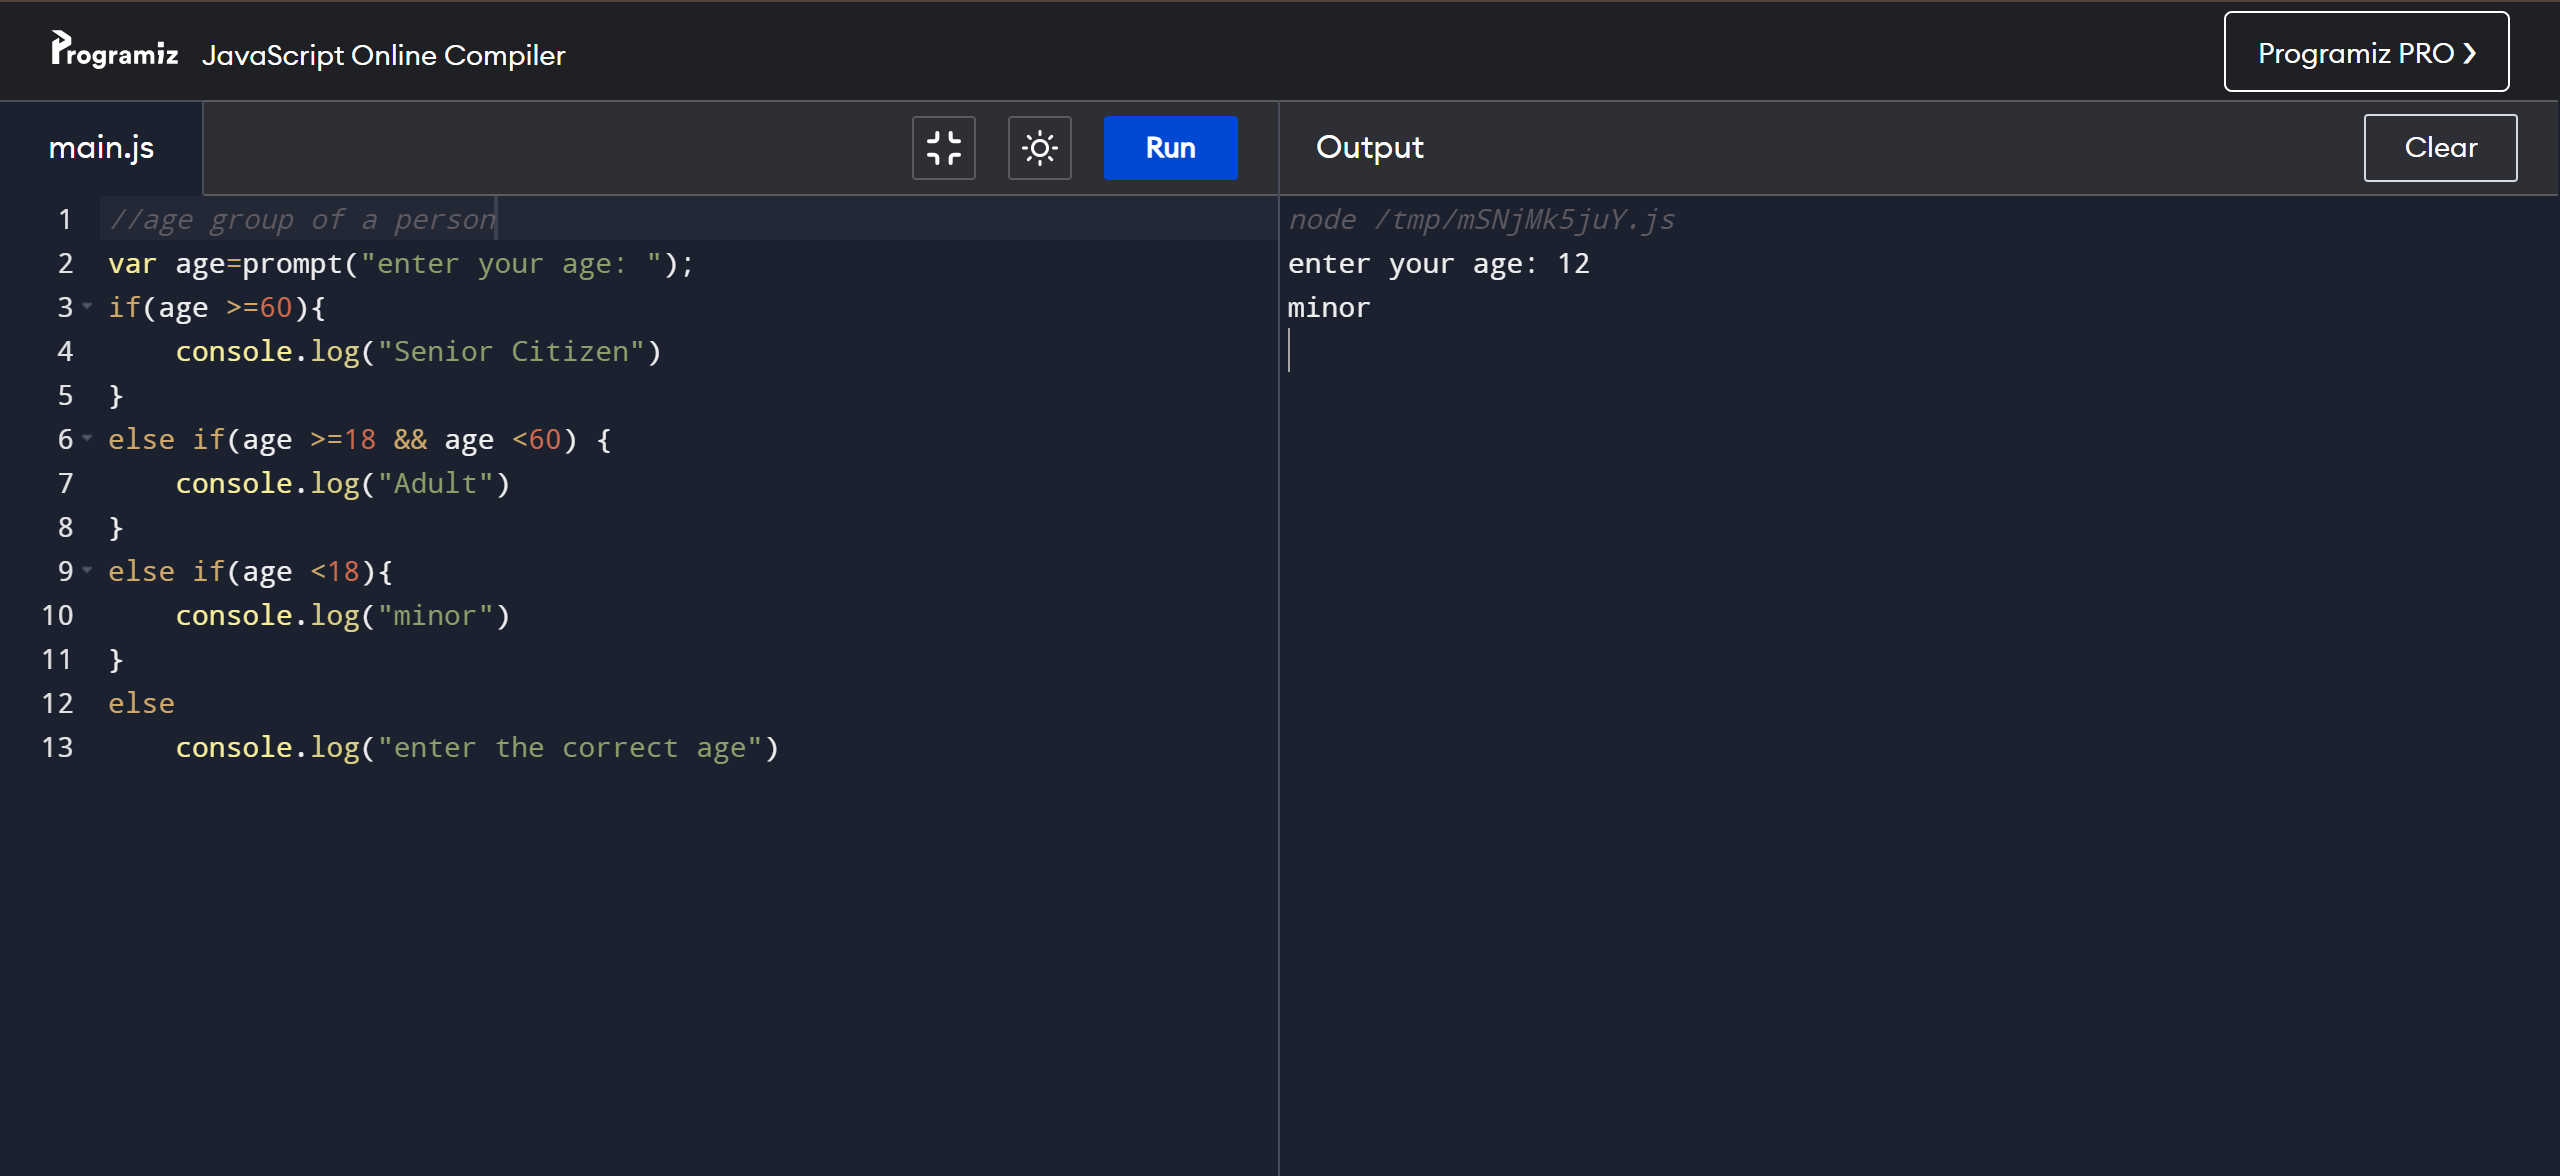 Programiz JavaScript Online Compiler
Programiz PRO ❯
main.js
Run
Output
Clear
1 //age group of a person
2 var age=prompt("enter your age: ");
3 if(age >=60){
4     console.log("Senior Citizen")
5 }
6 else if(age >=18 && age <60) {
7     console.log("Adult")
8 }
9 else if(age <18){
10     console.log("minor")
11 }
12 else
13     console.log("enter the correct age")
node /tmp/mSNjMk5juY.js
enter your age: 12
minor